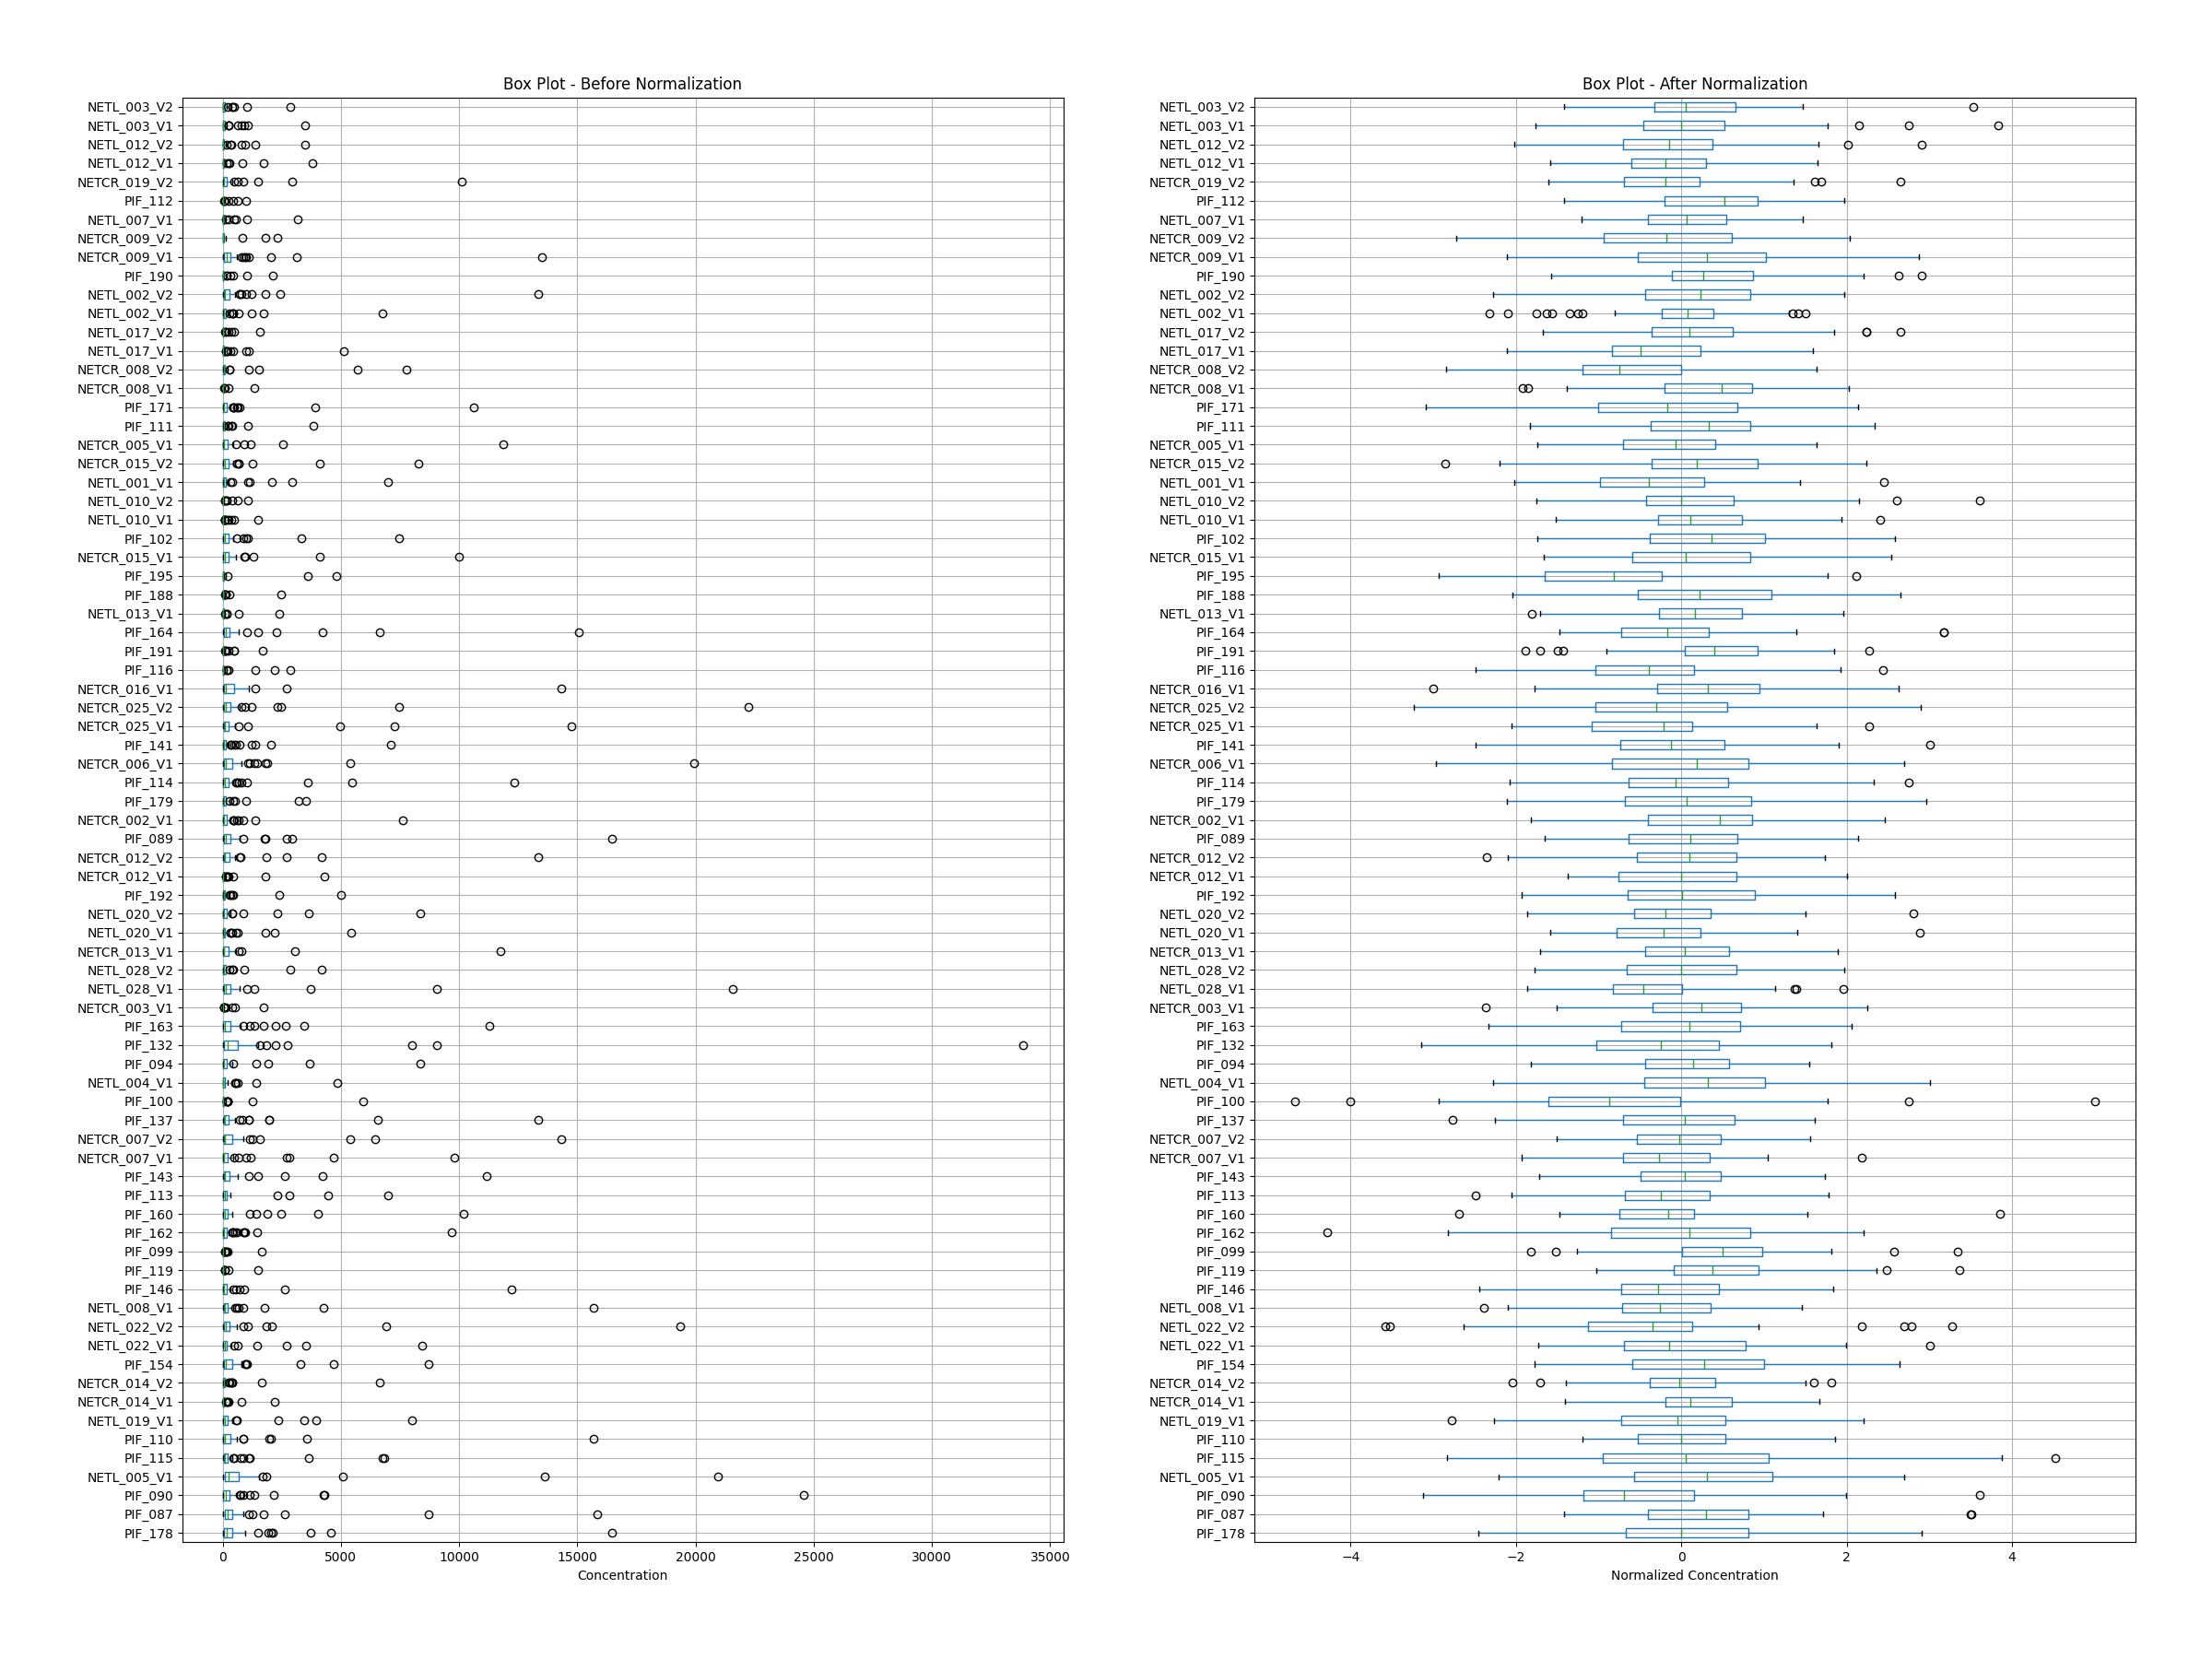 Box Plot - Before Normalization
NETL_003_V2
NETL_003_V1
NETL_012_V2
NETL_012_V1
NETCR_019_V2
PIF_112
NETL_007_V1
NETCR_009_V2
NETCR_009_V1
PIF_190
NETL_002_V2
NETL_002_V1
NETL_017_V2
NETL_017_V1
NETCR_008_V2
NETCR_008_V1
PIF_171
PIF_111
NETCR_005_V1
NETCR_015_V2
NETL_001_V1
NETL_010_V2
NETL_010_V1
PIF_102
NETCR_015_V1
PIF_195
PIF_188
NETL_013_V1
PIF_164
PIF_191
PIF_116
NETCR_016_V1
NETCR_025_V2
NETCR_025_V1
PIF_141
NETCR_006_V1
PIF_114
PIF_179
NETCR_002_V1
PIF_089
NETCR_012_V2
NETCR_012_V1
PIF_192
NETL_020_V2
NETL_020_V1
NETCR_013_V1
NETL_028_V2
NETL_028_V1
NETCR_003_V1
PIF_163
PIF_132
PIF_094
NETL_004_V1
PIF_100
PIF_137
NETCR_007_V2
NETCR_007_V1
PIF_143
PIF_113
PIF_160
PIF_162
PIF_099
PIF_119
PIF_146
NETL_008_V1
NETL_022_V2
NETL_022_V1
PIF_154
NETCR_014_V2
NETCR_014_V1
NETL_019_V1
PIF_110
PIF_115
NETL_005_V1
PIF_090
PIF_087
PIF_178
0 5000 10000 15000 20000 25000 30000 35000
Concentration
Box Plot - After Normalization
NETL_003_V2
NETL_003_V1
NETL_012_V2
NETL_012_V1
NETCR_019_V2
PIF_112
NETL_007_V1
NETCR_009_V2
NETCR_009_V1
PIF_190
NETL_002_V2
NETL_002_V1
NETL_017_V2
NETL_017_V1
NETCR_008_V2
NETCR_008_V1
PIF_171
PIF_111
NETCR_005_V1
NETCR_015_V2
NETL_001_V1
NETL_010_V2
NETL_010_V1
PIF_102
NETCR_015_V1
PIF_195
PIF_188
NETL_013_V1
PIF_164
PIF_191
PIF_116
NETCR_016_V1
NETCR_025_V2
NETCR_025_V1
PIF_141
NETCR_006_V1
PIF_114
PIF_179
NETCR_002_V1
PIF_089
NETCR_012_V2
NETCR_012_V1
PIF_192
NETL_020_V2
NETL_020_V1
NETCR_013_V1
NETL_028_V2
NETL_028_V1
NETCR_003_V1
PIF_163
PIF_132
PIF_094
NETL_004_V1
PIF_100
PIF_137
NETCR_007_V2
NETCR_007_V1
PIF_143
PIF_113
PIF_160
PIF_162
PIF_099
PIF_119
PIF_146
NETL_008_V1
NETL_022_V2
NETL_022_V1
PIF_154
NETCR_014_V2
NETCR_014_V1
NETL_019_V1
PIF_110
PIF_115
NETL_005_V1
PIF_090
PIF_087
PIF_178
−4 −2 0 2 4
Normalized Concentration